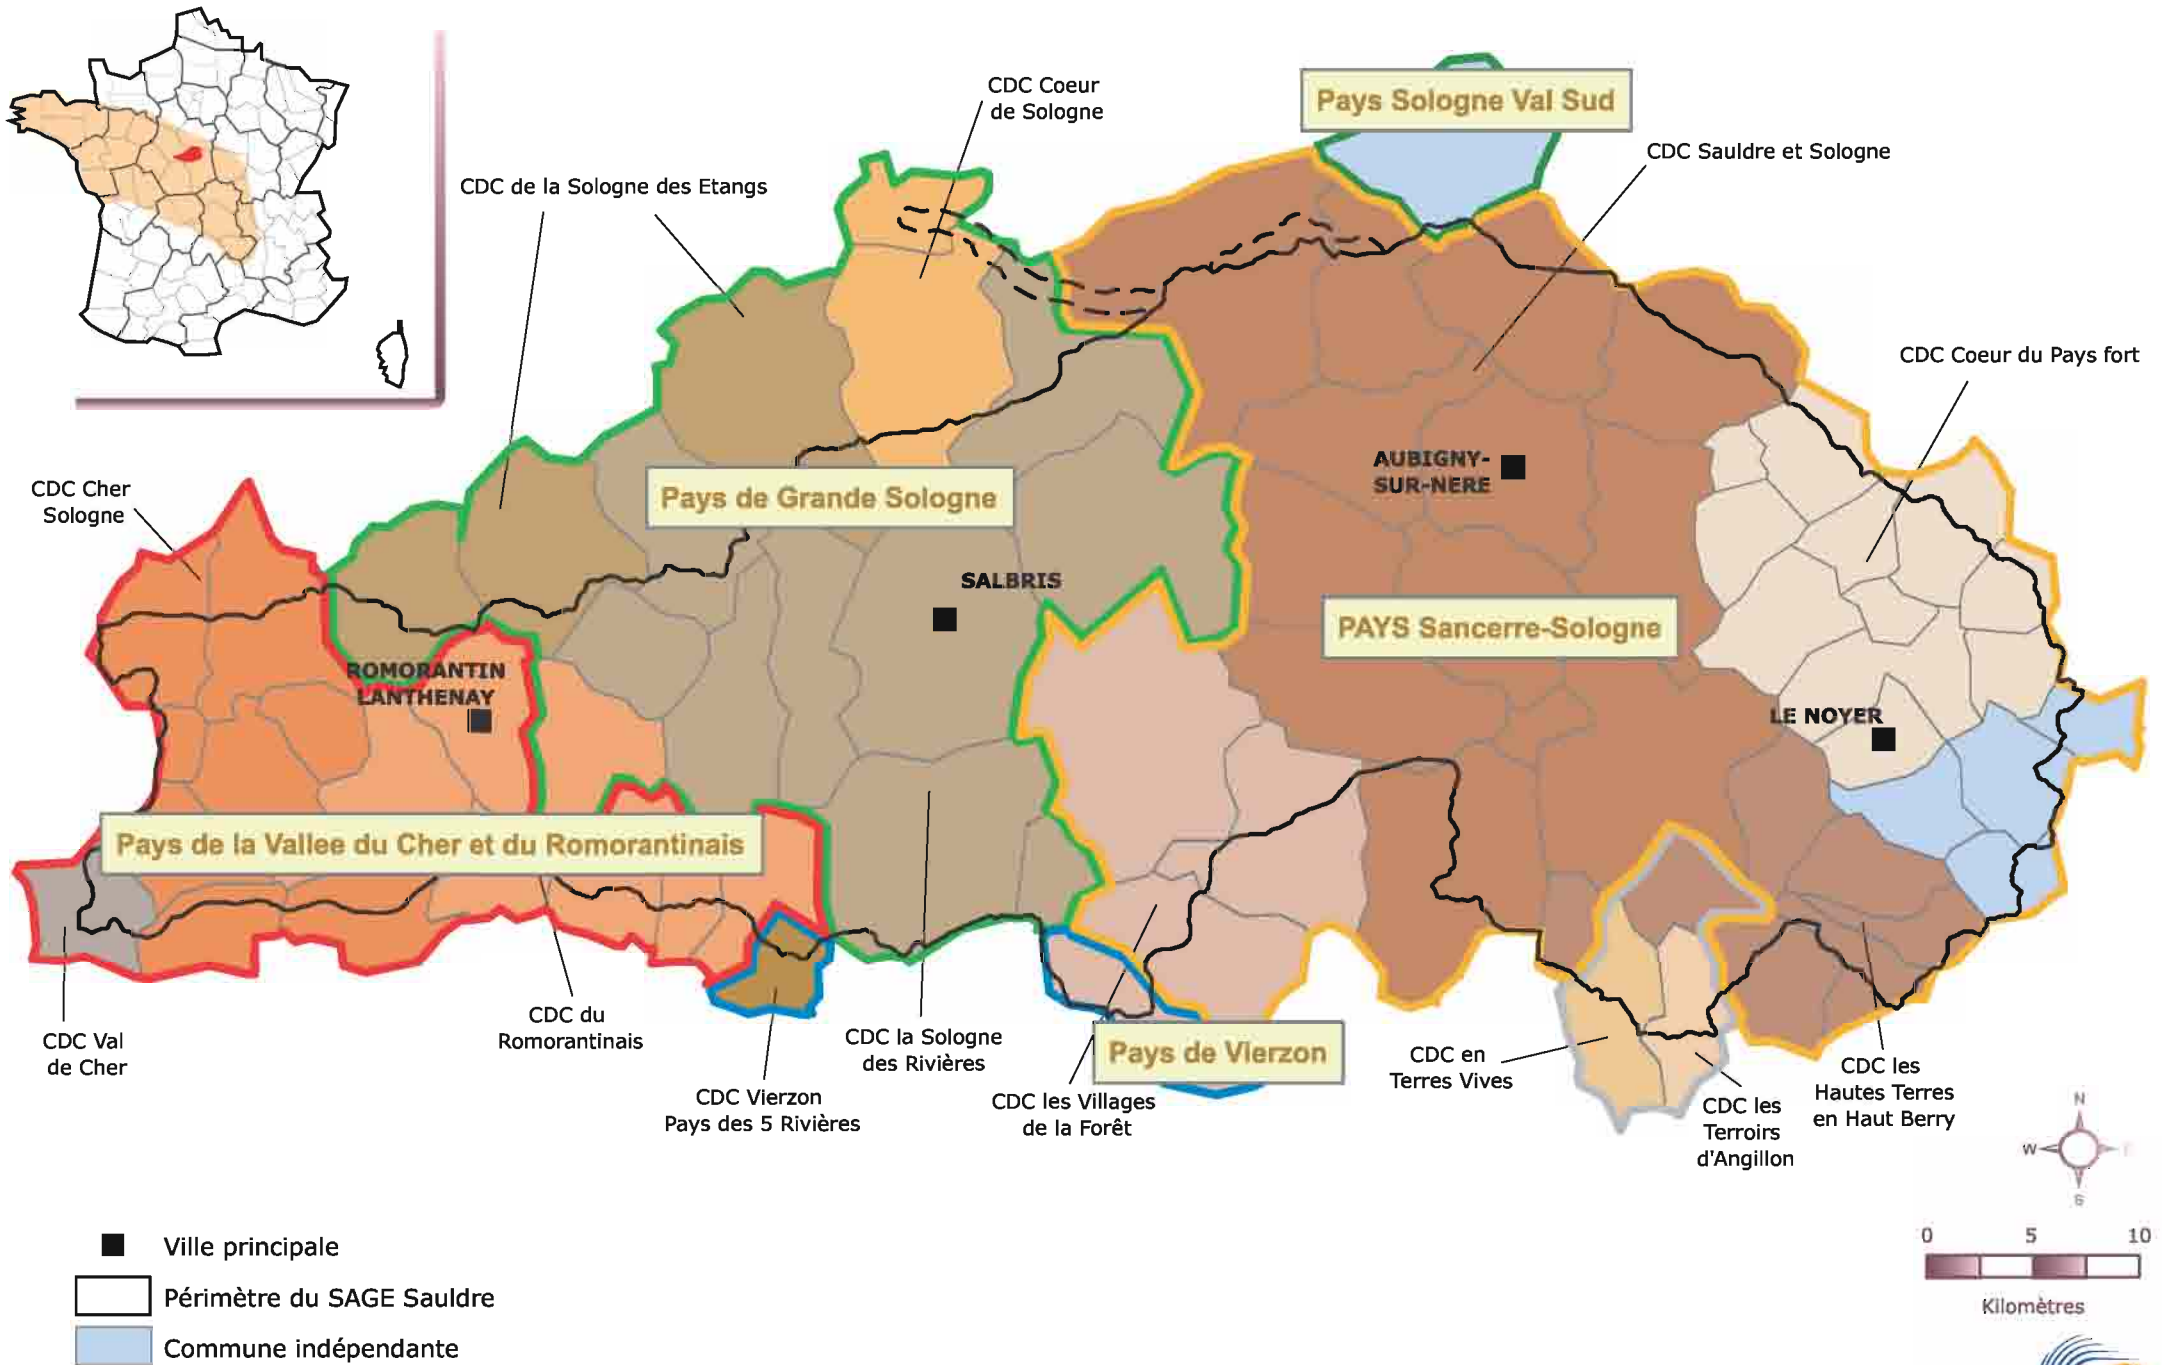 Pays Sologne Val Sud
CDC Coeur
de Sologne
CDC Sauldre et Sologne
CDC de la Sologne des Etangs
CDC Coeur du Pays fort
AUBIGNY-
SUR-NERE
CDC Cher
Sologne
Pays de Grande Sologne
SALBRIS
PAYS Sancerre-Sologne
ROMORANTIN
LANTHENAY
LE NOYER
Pays de la Vallee du Cher et du Romorantinais
CDC Val
de Cher
CDC du
Romorantinais
CDC Vierzon
Pays des 5 Rivières
CDC la Sologne
des Rivières
CDC les Villages
de la Forêt
Pays de Vierzon
CDC en
Terres Vives
CDC les
Terroirs
d'Angillon
CDC les
Hautes Terres
en Haut Berry
N
W E
S
0 5 10
Kilomètres
Ville principale
Périmètre du SAGE Sauldre
Commune indépendante